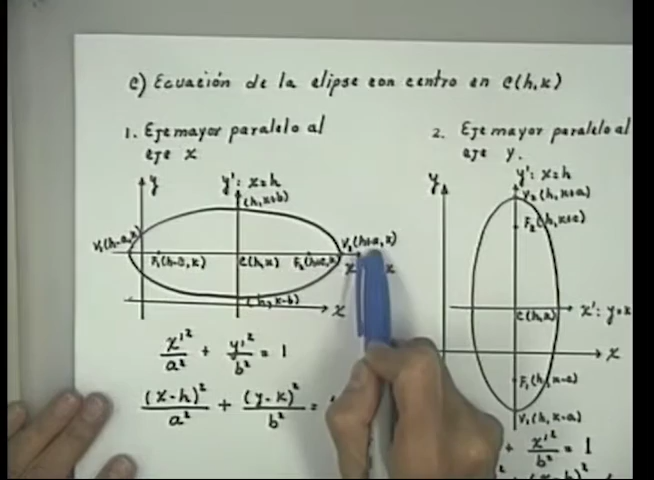 c) Ecuación de la elipse con centro en C(h,k)
1. Eje mayor paralelo al
eje x
y
y': x=h
(h,k+b)
V₁(h-a,k)
F₁(h-c,k)
C(h,k)
F₂(h+c,k)
V₂(h+a,k)
x
(h,k-b)
x
x'²/a² + y'²/b² = 1
(x-h)²/a² + (y-k)²/b² =
2. Eje mayor paralelo al
eje y.
y
y': x=h
V₂(h,k+a)
F₂(h,k+c)
C(h,k)
x': y=k
x
F₁(h,k-c)
V₁(h,k-a)
+ x'²/b² = 1